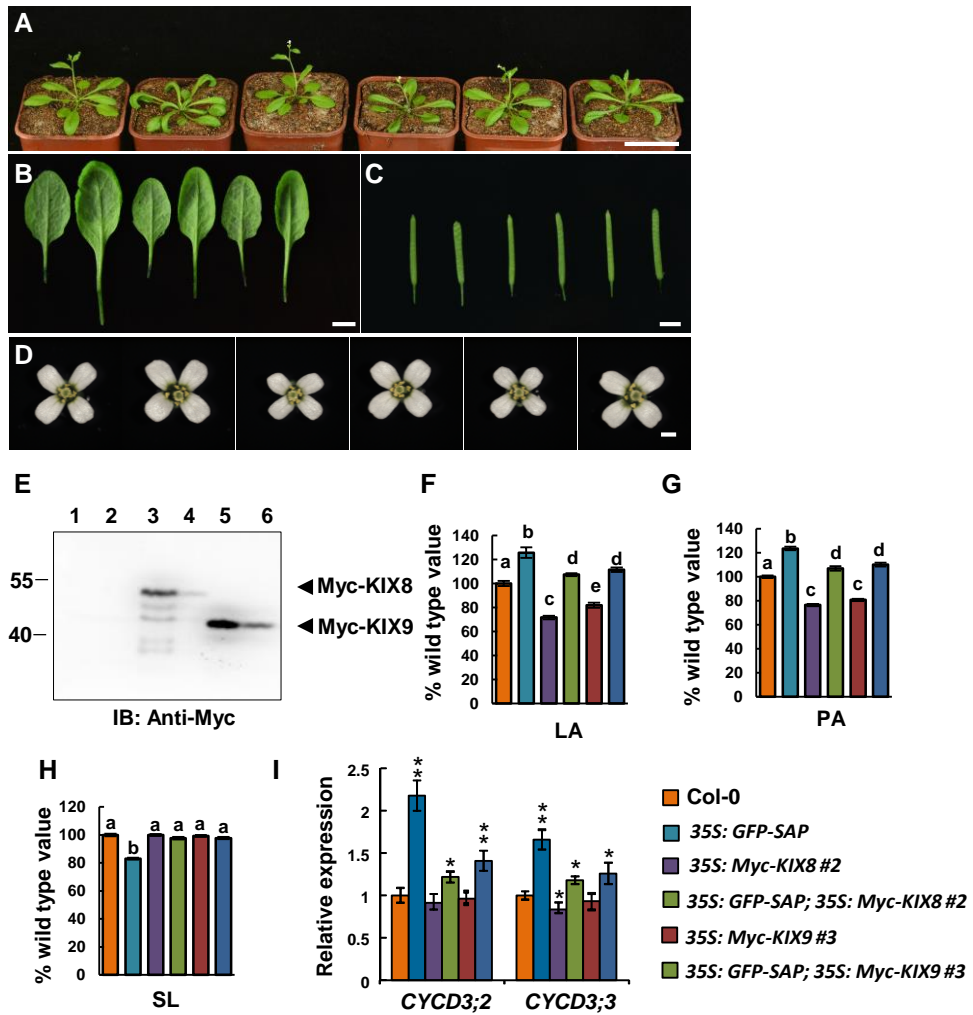 A
B
C
D
E
F
G
1 2 3 4 5 6
55
40
Myc-KIX8
Myc-KIX9
IB: Anti-Myc
% wild type value
140
120
100
80
60
40
20
0
a b c d e d
LA
% wild type value
140
120
100
80
60
40
20
0
a b c d c d
PA
H
I
% wild type value
120
100
80
60
40
20
0
a b a a a a
SL
Relative expression
2.5
2
1.5
1
0.5
0
** * **
** * * *
CYCD3;2 CYCD3;3
Col-0
35S: GFP-SAP
35S: Myc-KIX8 #2
35S: GFP-SAP; 35S: Myc-KIX8 #2
35S: Myc-KIX9 #3
35S: GFP-SAP; 35S: Myc-KIX9 #3